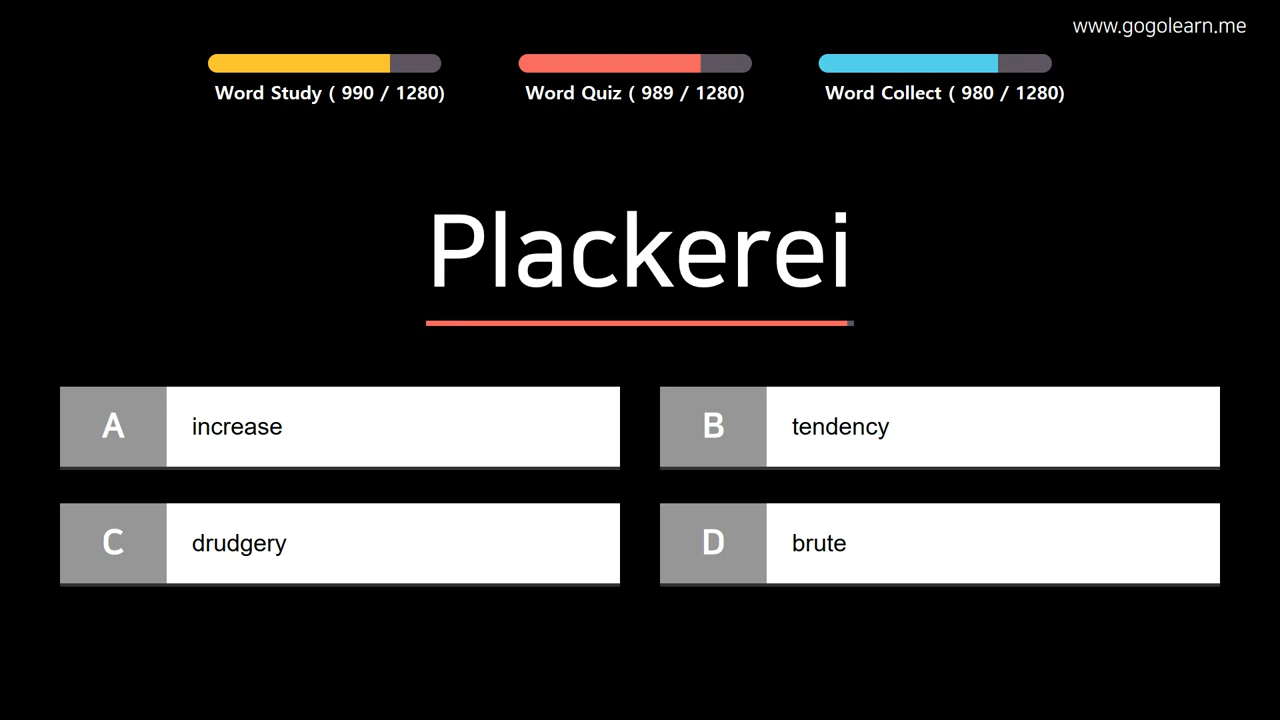 www.gogolearn.me
Word Study ( 990 / 1280)
Word Quiz ( 989 / 1280)
Word Collect ( 980 / 1280)
Plackerei
A increase
B tendency
C drudgery
D brute